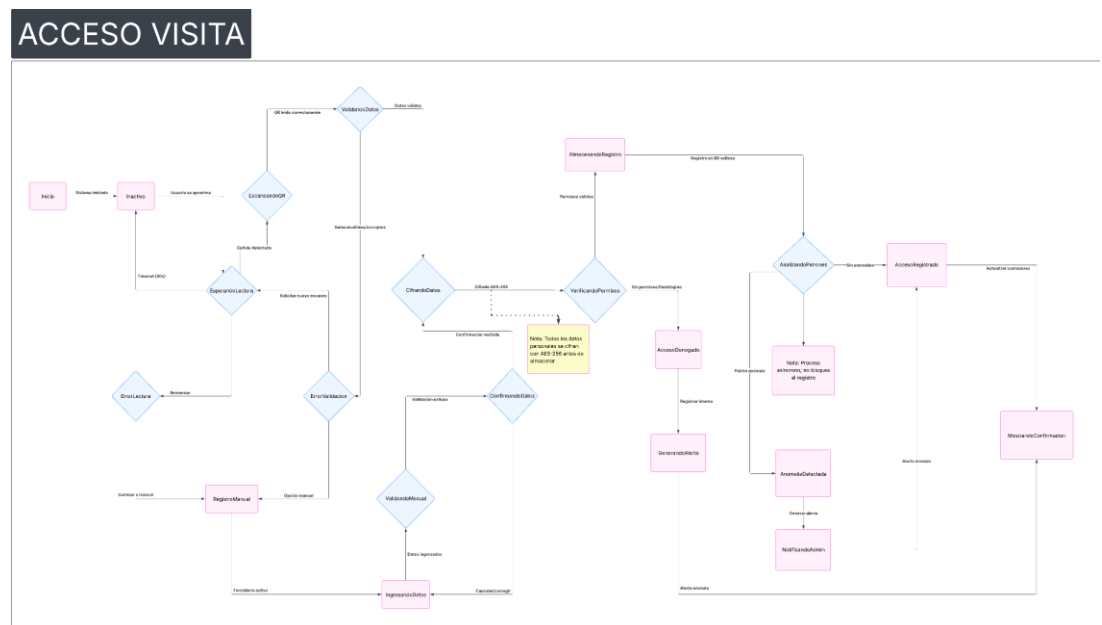 ACCESO VISITA
Inicio
Sistema iniciado
Inactivo
Usuario se aproxima
QR leído correctamente
ValidandoDatos
Datos válidos
EscaneandoQR
Cédula detectada
Timeout (30s)
EsperandoLectura
Solicitar nuevo escaneo
Datos inválidos/corruptos
ErrorLectura
Reintentar
ErrorValidacion
Cambiar a manual
RegistroManual
Opción manual
Formulario activo
IngresandoDatos
Datos ingresados
ValidandoManual
Validación exitosa
ConfirmandoDatos
Cancelar/corregir
Confirmación recibida
CifrandoDatos
Cifrado AES-256
Nota: Todos los datos
personales se cifran
con AES-256 antes de
almacenar
VerificandoPermisos
Permisos válidos
AlmacenandoRegistro
Registro en BD exitoso
Sin permisos/Restringido
AccesoDenegado
Registrar intento
GenerandoAlerta
Alerta enviada
AnalizandoPatrones
Sin anomalías
AccesoRegistrado
Actualizar contadores
Nota: Proceso
asíncrono, no bloquea
el registro
Patrón anómalo
AnomaliaDetectada
Generar alerta
NotificandoAdmin
Alerta enviada
MostrandoConfirmacion